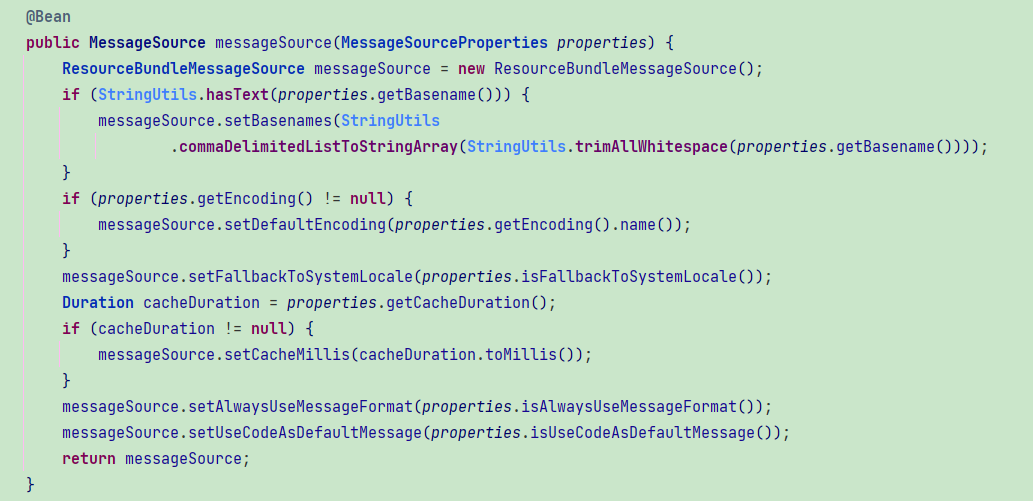 @Bean
public MessageSource messageSource(MessageSourceProperties properties) {
    ResourceBundleMessageSource messageSource = new ResourceBundleMessageSource();
    if (StringUtils.hasText(properties.getBasename())) {
        messageSource.setBasenames(StringUtils
                .commaDelimitedListToStringArray(StringUtils.trimAllWhitespace(properties.getBasename())));
    }
    if (properties.getEncoding() != null) {
        messageSource.setDefaultEncoding(properties.getEncoding().name());
    }
    messageSource.setFallbackToSystemLocale(properties.isFallbackToSystemLocale());
    Duration cacheDuration = properties.getCacheDuration();
    if (cacheDuration != null) {
        messageSource.setCacheMillis(cacheDuration.toMillis());
    }
    messageSource.setAlwaysUseMessageFormat(properties.isAlwaysUseMessageFormat());
    messageSource.setUseCodeAsDefaultMessage(properties.isUseCodeAsDefaultMessage());
    return messageSource;
}